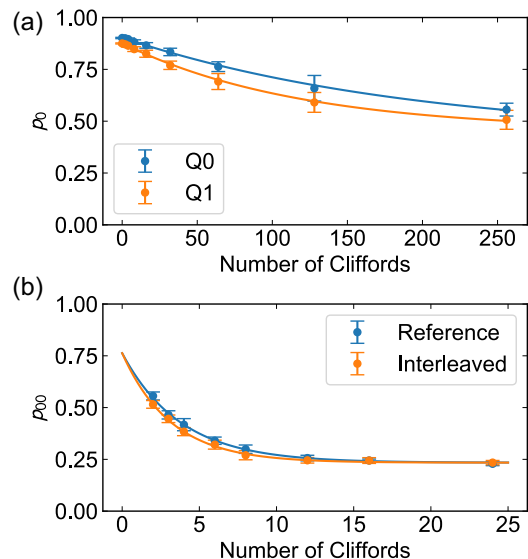 (a)
1.00
0.75
0.50
0.25
0.00
p0
Q0
Q1
0 50 100 150 200 250
Number of Cliffords
(b)
1.00
0.75
0.50
0.25
0.00
p00
Reference
Interleaved
0 5 10 15 20 25
Number of Cliffords